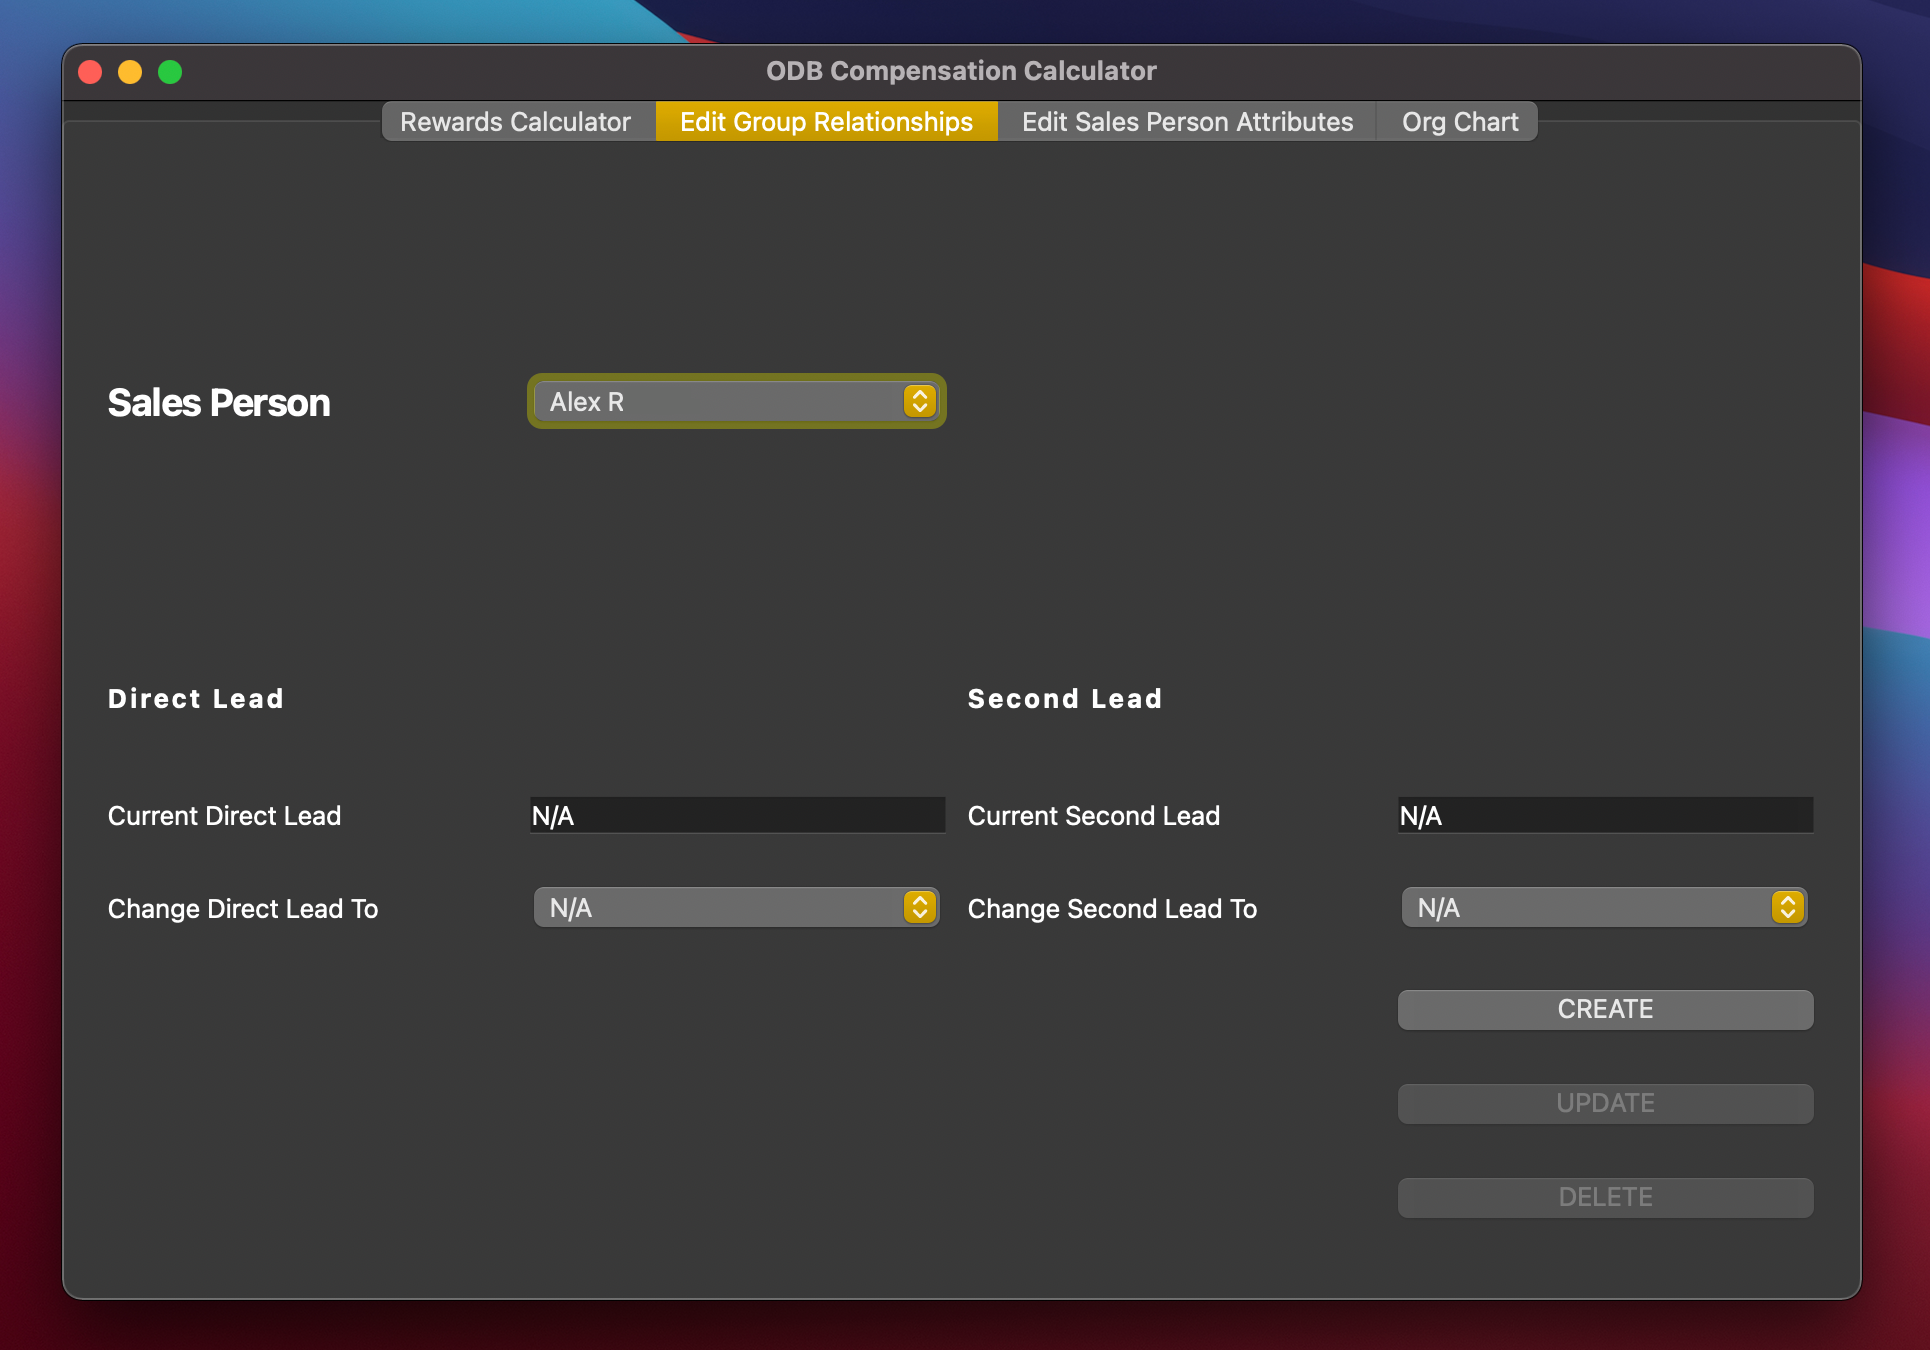 ODB Compensation Calculator
Rewards Calculator Edit Group Relationships Edit Sales Person Attributes Org Chart
Sales Person Alex R
Direct Lead Second Lead
Current Direct Lead N/A Current Second Lead N/A
Change Direct Lead To N/A Change Second Lead To N/A
CREATE
UPDATE
DELETE